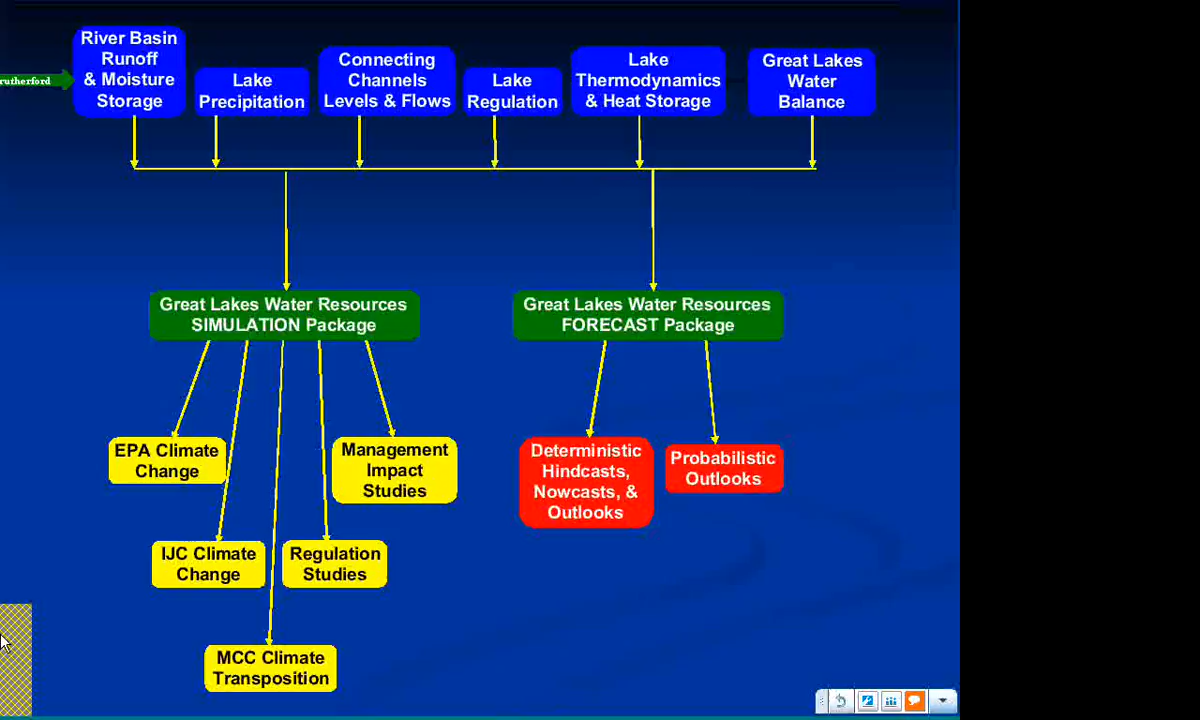 River Basin
Runoff
& Moisture
Storage
rutherford
Lake
Precipitation
Connecting
Channels
Levels & Flows
Lake
Regulation
Lake
Thermodynamics
& Heat Storage
Great Lakes
Water
Balance
Great Lakes Water Resources
SIMULATION Package
Great Lakes Water Resources
FORECAST Package
EPA Climate
Change
Management
Impact
Studies
Deterministic
Hindcasts,
Nowcasts, &
Outlooks
Probabilistic
Outlooks
IJC Climate
Change
Regulation
Studies
MCC Climate
Transposition